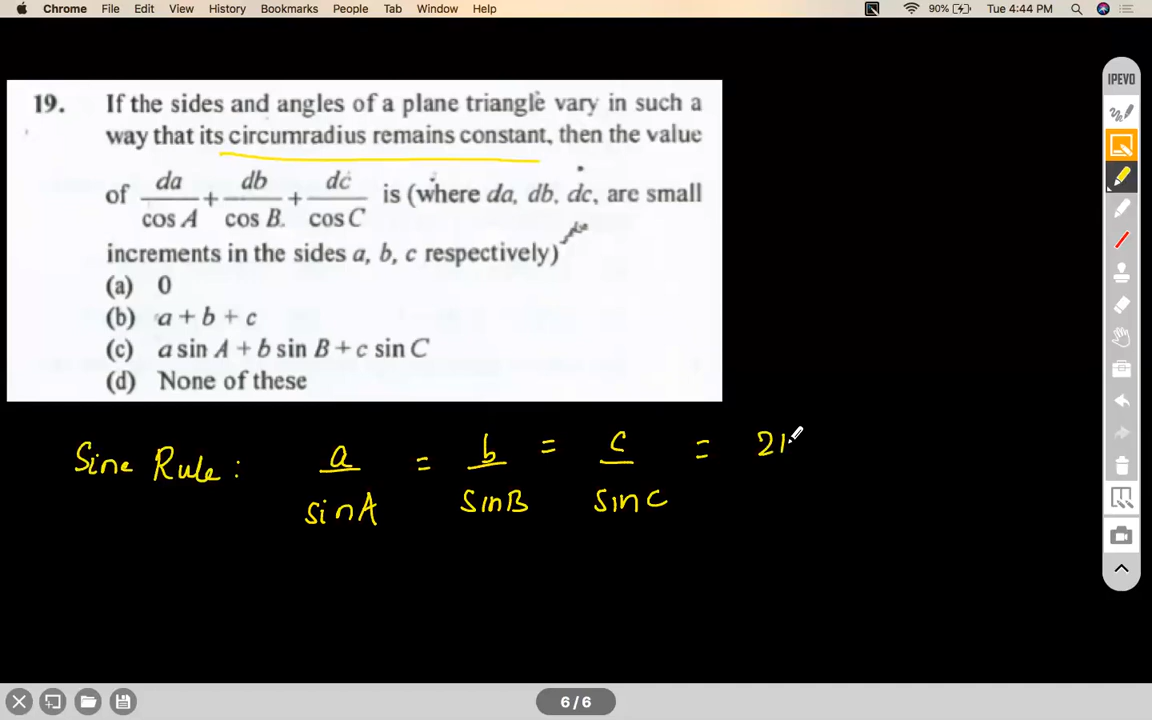 Chrome File Edit View History Bookmarks People Tab Window Help 90% Tue 4:44 PM
IPEVO
19. If the sides and angles of a plane triangle vary in such a
way that its circumradius remains constant, then the value
of da/cos A + db/cos B + dc/cos C is (where da, db, dc, are small
increments in the sides a, b, c respectively)
(a) 0
(b) a + b + c
(c) a sin A + b sin B + c sin C
(d) None of these
Sine Rule : a/sinA = b/sinB = c/sinC = 2
6 / 6